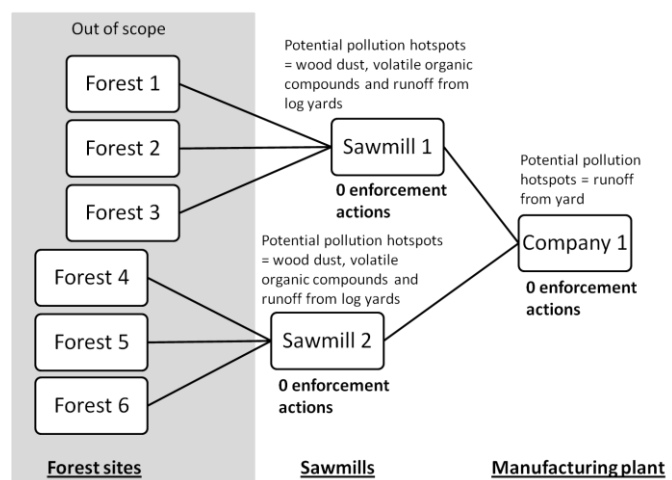 Out of scope
Forest 1
Forest 2
Forest 3
Forest 4
Forest 5
Forest 6
Forest sites
Potential pollution hotspots
= wood dust, volatile organic
compounds and runoff from
log yards
Sawmill 1
0 enforcement
actions
Potential pollution hotspots
= wood dust, volatile
organic compounds and
runoff from log yards
Sawmill 2
0 enforcement
actions
Sawmills
Potential pollution
hotspots = runoff
from yard
Company 1
0 enforcement
actions
Manufacturing plant